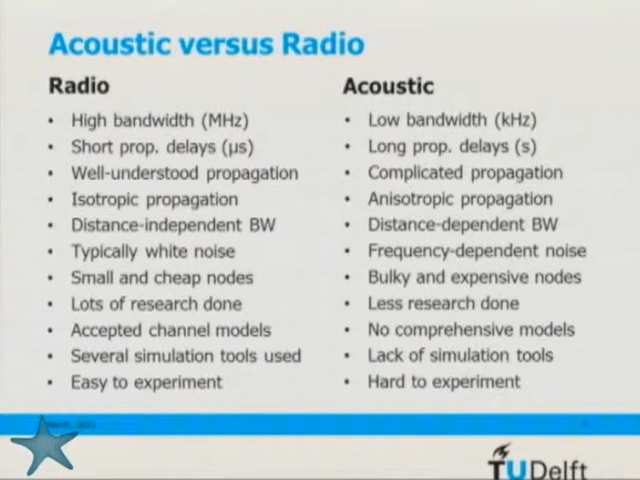 Acoustic versus Radio
Radio
• High bandwidth (MHz)
• Short prop. delays (µs)
• Well-understood propagation
• Isotropic propagation
• Distance-independent BW
• Typically white noise
• Small and cheap nodes
• Lots of research done
• Accepted channel models
• Several simulation tools used
• Easy to experiment
Acoustic
• Low bandwidth (kHz)
• Long prop. delays (s)
• Complicated propagation
• Anisotropic propagation
• Distance-dependent BW
• Frequency-dependent noise
• Bulky and expensive nodes
• Less research done
• No comprehensive models
• Lack of simulation tools
• Hard to experiment
TUDelft